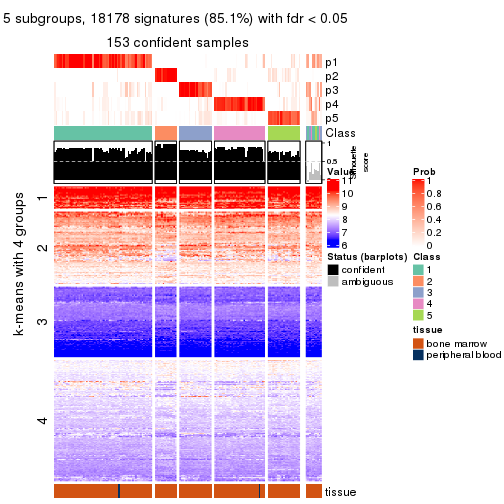 5 subgroups, 18178 signatures (85.1%) with fdr < 0.05
153 confident samples
p1
p2
p3
p4
p5
Class
1
0.5
Silhouette
score
k-means with 4 groups
1
2
3
4
tissue
Value
11
10
9
8
7
6
Prob
1
0.8
0.6
0.4
0.2
0
Status (barplots)
confident
ambiguous
Class
1
2
3
4
5
tissue
bone marrow
peripheral blood